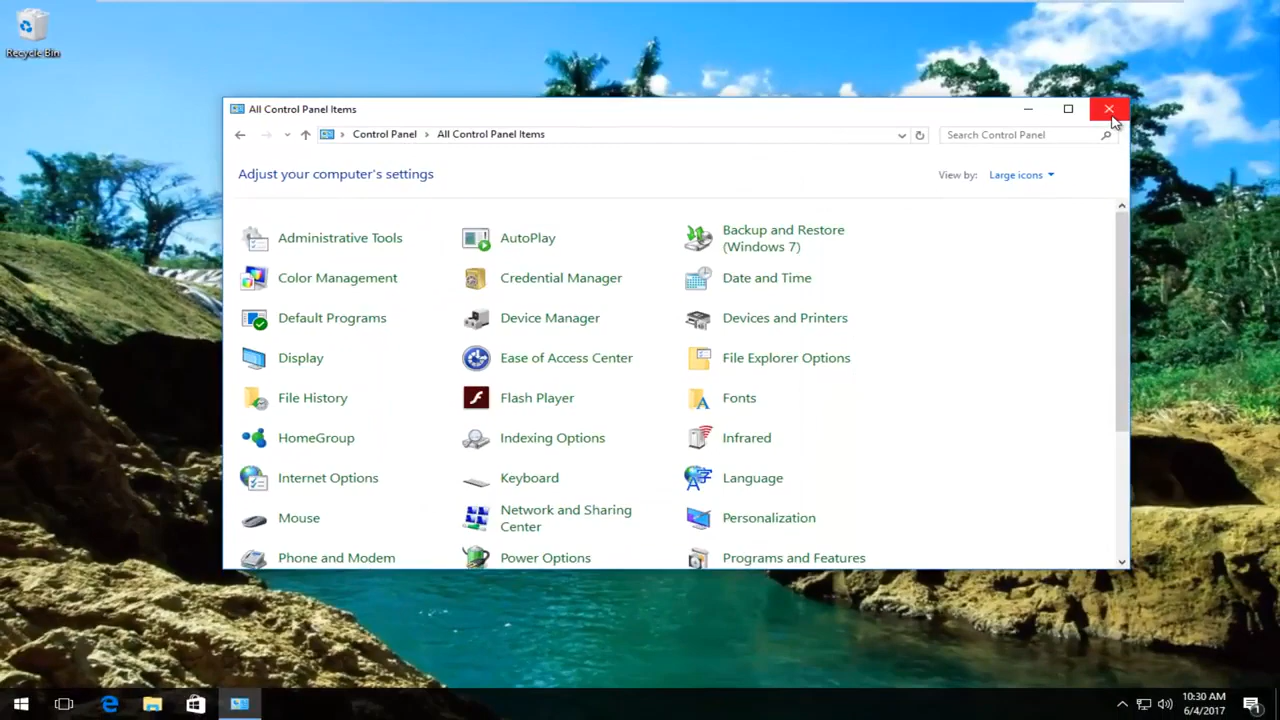 Recycle Bin
All Control Panel Items
Control Panel
All Control Panel Items
Search Control Panel
Adjust your computer's settings
View by:
Large icons
Administrative Tools
AutoPlay
Backup and Restore
(Windows 7)
Color Management
Credential Manager
Date and Time
Default Programs
Device Manager
Devices and Printers
Display
Ease of Access Center
File Explorer Options
File History
Flash Player
Fonts
HomeGroup
Indexing Options
Infrared
Internet Options
Keyboard
Language
Mouse
Network and Sharing
Center
Personalization
Phone and Modem
Power Options
Programs and Features
10:30 AM
6/4/2017
1